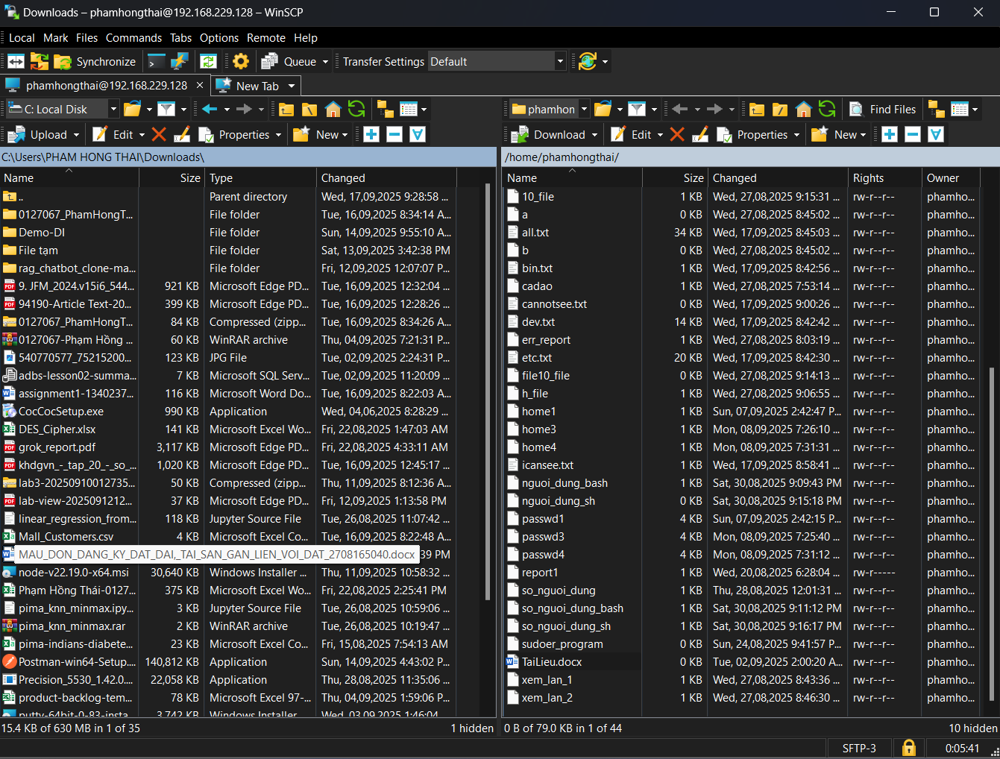 Downloads – phamhongthai@192.168.229.128 – WinSCP
Local Mark Files Commands Tabs Options Remote Help
Synchronize Queue Transfer Settings Default
phamhongthai@192.168.229.128 × New Tab
C: Local Disk
phamhon Find Files
Upload Edit Properties New
Download Edit Properties New
C:\Users\PHAM HONG THAI\Downloads\
Name Size Type Changed
.. Parent directory Wed, 17,09,2025 9:28:58 ...
0127067_PhamHongT... File folder Tue, 16,09,2025 8:34:14 A...
Demo-DI File folder Sun, 14,09,2025 9:55:10 A...
File tạm File folder Sat, 13,09,2025 3:42:38 PM
rag_chatbot_clone-ma... File folder Fri, 12,09,2025 12:07:07 P...
9. JFM_2024.v15i6_544... 921 KB Microsoft Edge PD... Tue, 16,09,2025 12:32:04 ...
94190-Article Text-20... 399 KB Microsoft Edge PD... Tue, 16,09,2025 12:28:26 ...
0127067_PhamHongT... 84 KB Compressed (zipp... Tue, 16,09,2025 8:34:26 A...
0127067-Phạm Hồng ... 60 KB WinRAR archive Thu, 04,09,2025 7:21:31 P...
540770577_75215200... 123 KB JPG File Tue, 02,09,2025 2:24:31 P...
adbs-lesson02-summa... 7 KB Microsoft SQL Serv... Tue, 02,09,2025 11:20:09 ...
assignment1-1340237... 116 KB Microsoft Word Do... Tue, 16,09,2025 8:22:03 A...
CocCocSetup.exe 990 KB Application Wed, 04,06,2025 8:28:29 ...
DES_Cipher.xlsx 141 KB Microsoft Excel Wo... Fri, 22,08,2025 1:47:03 AM
grok_report.pdf 3,117 KB Microsoft Edge PD... Fri, 22,08,2025 4:33:11 AM
khdgvn_-_tap_20_-_so_... 1,020 KB Microsoft Edge PD... Tue, 16,09,2025 12:45:17 ...
lab3-20250910012735... 50 KB Compressed (zipp... Thu, 11,09,2025 8:12:36 A...
lab-view-2025091212... 37 KB Microsoft Edge PD... Fri, 12,09,2025 1:13:58 PM
linear_regression_from... 118 KB Jupyter Source File Tue, 26,08,2025 11:07:42 ...
Mall_Customers.csv 4 KB Microsoft Excel Co... Tue, 16,09,2025 8:22:48 A...
MAU_DON_DANG_KY_DAT_DAI,_TAI_SAN_GAN_LIEN_VOI_DAT_2708165040.docx 39 PM
node-v22.19.0-x64.msi 30,640 KB Windows Installer ... Thu, 11,09,2025 10:58:32 ...
Phạm Hồng Thái-0127... 375 KB Microsoft Excel Wo... Fri, 22,08,2025 2:25:41 PM
pima_knn_minmax.ipy... 3 KB Jupyter Source File Tue, 26,08,2025 10:59:06 ...
pima_knn_minmax.rar 2 KB WinRAR archive Tue, 26,08,2025 10:19:47 ...
pima-indians-diabete... 23 KB Microsoft Excel Co... Fri, 15,08,2025 7:54:13 AM
Postman-win64-Setup.... 140,812 KB Application Sun, 14,09,2025 4:43:02 P...
Precision_5530_1.42.0.... 22,058 KB Application Thu, 28,08,2025 11:35:06 ...
product-backlog-tem... 78 KB Microsoft Excel 97-... Thu, 04,09,2025 1:59:06 P...
putty-64bit-0-83-insta... 3,742 KB Windows Installer ... Wed, 03,09,2025 1:46:04 ...
15.4 KB of 630 MB in 1 of 35 1 hidden
/home/phamhongthai/
Name Size Changed Rights Owner
10_file 1 KB Wed, 27,08,2025 9:15:31 ... rw-r--r-- phamho...
a 0 KB Wed, 27,08,2025 8:45:02 ... rw-r--r-- phamho...
all.txt 34 KB Wed, 17,09,2025 8:45:03 ... rw-r--r-- phamho...
b 0 KB Wed, 27,08,2025 8:45:02 ... rw-r--r-- phamho...
bin.txt 1 KB Wed, 17,09,2025 8:42:56 ... rw-r--r-- phamho...
cadao 1 KB Wed, 27,08,2025 7:53:14 ... rw-r--r-- phamho...
cannotsee.txt 0 KB Wed, 17,09,2025 9:00:26 ... rw-r--r-- phamho...
dev.txt 14 KB Wed, 17,09,2025 8:42:42 ... rw-r--r-- phamho...
err_report 1 KB Wed, 27,08,2025 8:03:19 ... rw-r--r-- phamho...
etc.txt 20 KB Wed, 17,09,2025 8:42:30 ... rw-r--r-- phamho...
file10_file 0 KB Wed, 27,08,2025 9:14:13 ... rw-r--r-- phamho...
h_file 1 KB Wed, 27,08,2025 9:06:55 ... rw-r--r-- phamho...
home1 1 KB Sun, 07,09,2025 2:42:47 P... rw-r--r-- phamho...
home3 1 KB Mon, 08,09,2025 7:26:10 ... rw-r--r-- phamho...
home4 1 KB Mon, 08,09,2025 7:31:31 ... rw-r--r-- phamho...
icansee.txt 1 KB Wed, 17,09,2025 8:58:41 ... rw-r--r-- phamho...
nguoi_dung_bash 1 KB Sat, 30,08,2025 9:09:43 PM rw-r--r-- phamho...
nguoi_dung_sh 0 KB Sat, 30,08,2025 9:15:18 PM rw-r--r-- phamho...
passwd1 4 KB Sun, 07,09,2025 2:42:15 P... rw-r--r-- phamho...
passwd3 4 KB Mon, 08,09,2025 7:25:40 ... rw-r--r-- phamho...
passwd4 4 KB Mon, 08,09,2025 7:31:12 ... rw-r--r-- phamho...
report1 1 KB Wed, 20,08,2025 6:28:04 ... rw-r----- phamho...
so_nguoi_dung 1 KB Thu, 28,08,2025 12:01:31 ... rw-r--r-- phamho...
so_nguoi_dung_bash 1 KB Sat, 30,08,2025 9:11:12 PM rw-r--r-- phamho...
so_nguoi_dung_sh 1 KB Sat, 30,08,2025 9:16:17 PM rw-r--r-- phamho...
sudoer_program 0 KB Sun, 24,08,2025 9:41:57 P... rw-r--r-- phamho...
TaiLieu.docx 0 KB Tue, 02,09,2025 2:00:20 A... rw-r--r-- phamho...
xem_lan_1 1 KB Wed, 27,08,2025 8:43:36 ... rw-r--r-- phamho...
xem_lan_2 1 KB Wed, 27,08,2025 8:46:30 ... rw-r--r-- phamho...
0 B of 79.0 KB in 1 of 44 10 hidden
SFTP-3 0:05:41